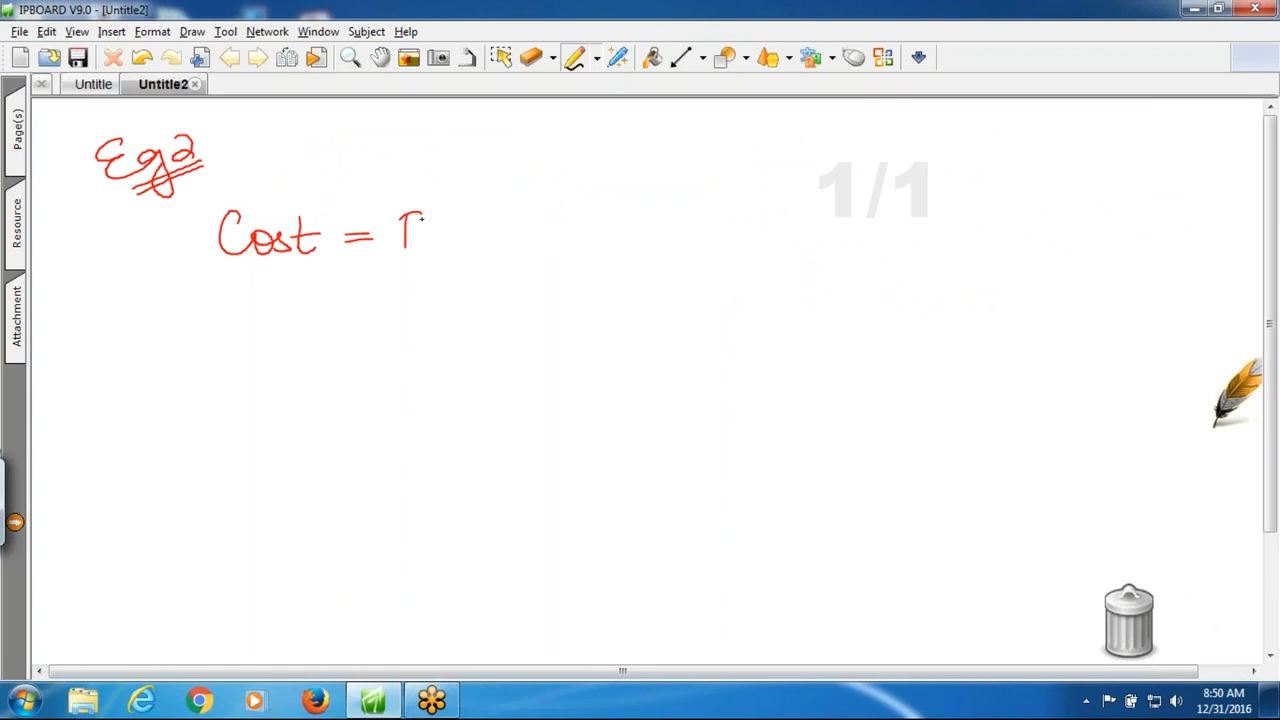 IPBOARD V9.0 - [Untitle2]
File Edit View Insert Format Draw Tool Network Window Subject Help
Untitle Untitle2
Page(s)
Resource
Attachment
1/1
Eg2
Cost =
8:50 AM
12/31/2016